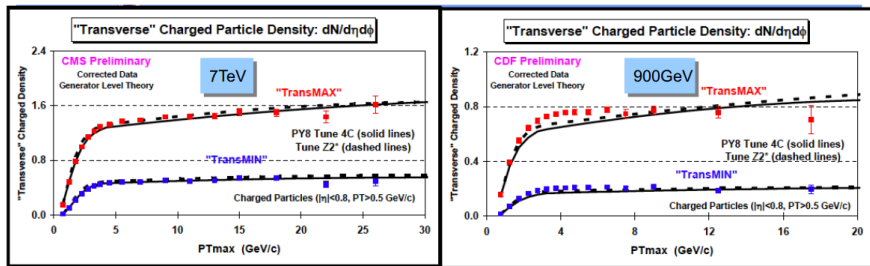 "Transverse" Charged Particle Density: dN/dηdϕ
2.4
1.6
0.8
0.0
"Transverse" Charged Density
CMS Preliminary
Corrected Data
Generator Level Theory
7TeV
"TransMAX"
PY8 Tune 4C (solid lines)
Tune Z2* (dashed lines)
"TransMIN"
Charged Particles (|η|<0.8, PT>0.5 GeV/c)
0 5 10 15 20 25 30
PTmax (GeV/c)
"Transverse" Charged Particle Density: dN/dηdϕ
1.2
0.8
0.4
0.0
"Transverse" Charged Density
CDF Preliminary
Corrected Data
Generator Level Theory
900GeV
"TransMAX"
PY8 Tune 4C (solid lines)
Tune Z2* (dashed lines)
"TransMIN"
Charged Particles (|η|<0.8, PT>0.5 GeV/c)
0 4 8 12 16 20
PTmax (GeV/c)